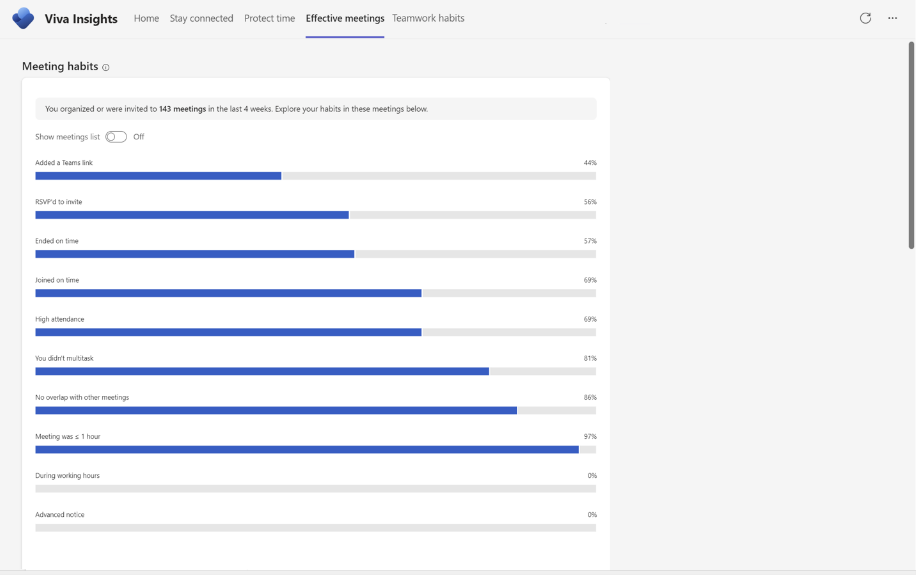 Viva Insights Home Stay connected Protect time Effective meetings Teamwork habits
Meeting habits
You organized or were invited to 143 meetings in the last 4 weeks. Explore your habits in these meetings below.
Show meetings list Off
Added a Teams link 44%
RSVP'd to invite 56%
Ended on time 57%
Joined on time 69%
High attendance 69%
You didn't multitask 81%
No overlap with other meetings 86%
Meeting was ≤ 1 hour 97%
During working hours 0%
Advanced notice 0%